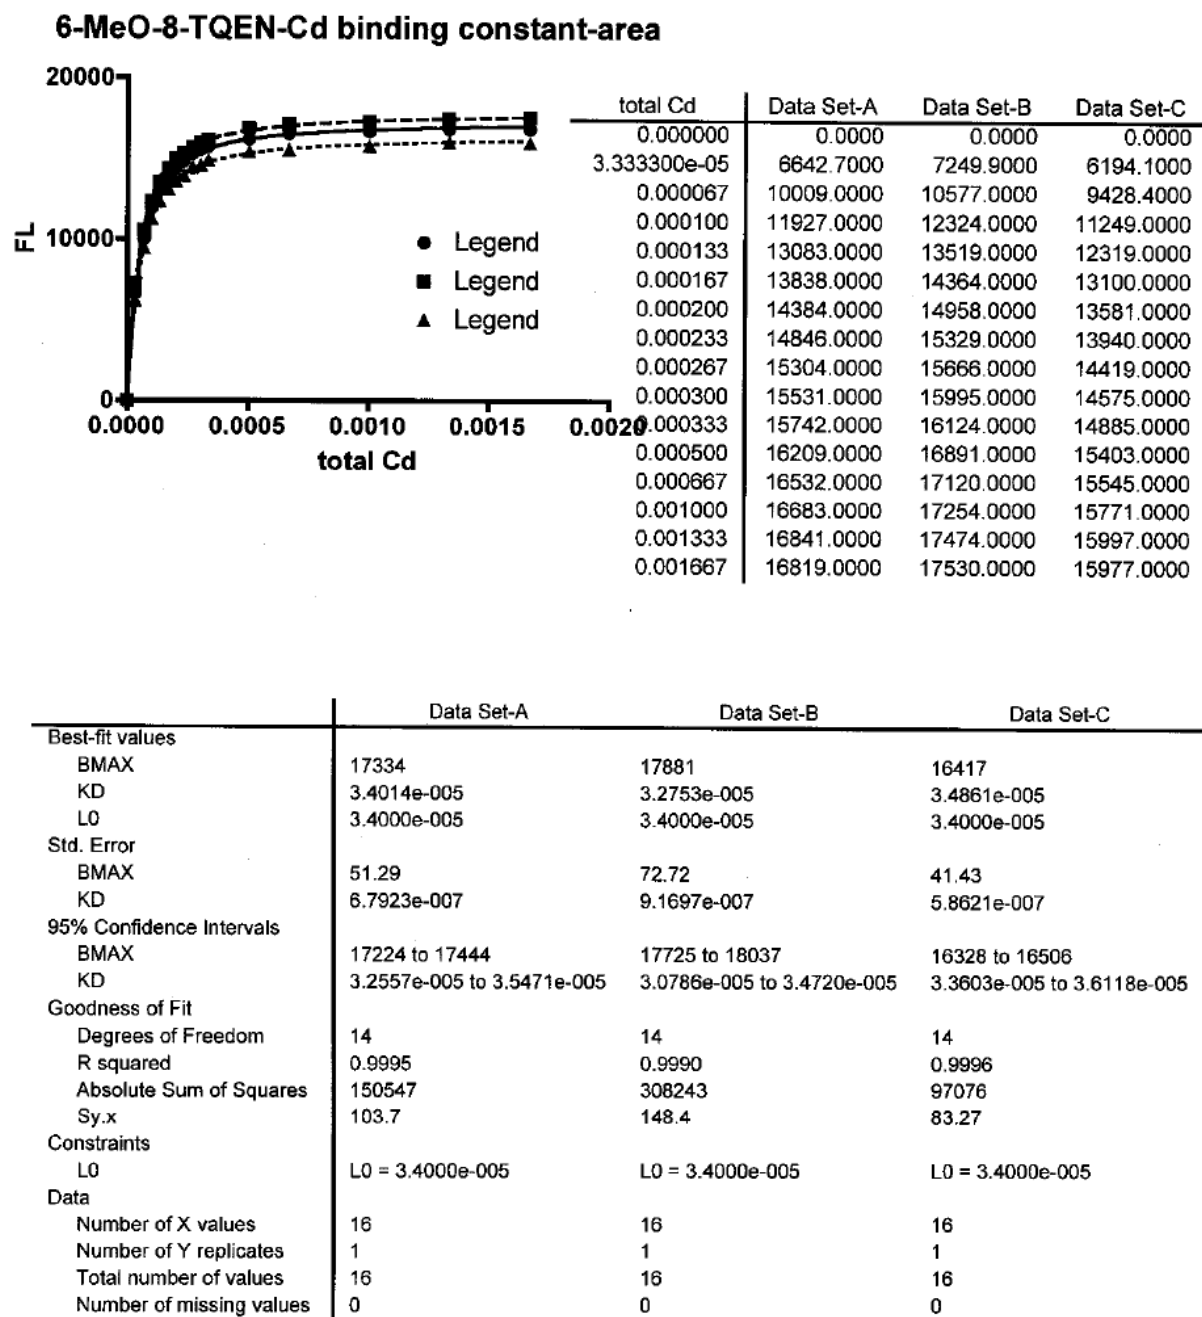 6-MeO-8-TQEN-Cd binding constant-area
20000
10000
0
FL
Legend
Legend
Legend
0.0000 0.0005 0.0010 0.0015 0.0020
total Cd
total Cd Data Set-A Data Set-B Data Set-C
0.000000 0.0000 0.0000 0.0000
3.333300e-05 6642.7000 7249.9000 6194.1000
0.000067 10009.0000 10577.0000 9428.4000
0.000100 11927.0000 12324.0000 11249.0000
0.000133 13083.0000 13519.0000 12319.0000
0.000167 13838.0000 14364.0000 13100.0000
0.000200 14384.0000 14958.0000 13581.0000
0.000233 14846.0000 15329.0000 13940.0000
0.000267 15304.0000 15666.0000 14419.0000
0.000300 15531.0000 15995.0000 14575.0000
0.000333 15742.0000 16124.0000 14885.0000
0.000500 16209.0000 16891.0000 15403.0000
0.000667 16532.0000 17120.0000 15545.0000
0.001000 16683.0000 17254.0000 15771.0000
0.001333 16841.0000 17474.0000 15997.0000
0.001667 16819.0000 17530.0000 15977.0000
Data Set-A Data Set-B Data Set-C
Best-fit values
BMAX 17334 17881 16417
KD 3.4014e-005 3.2753e-005 3.4861e-005
L0 3.4000e-005 3.4000e-005 3.4000e-005
Std. Error
BMAX 51.29 72.72 41.43
KD 6.7923e-007 9.1697e-007 5.8621e-007
95% Confidence Intervals
BMAX 17224 to 17444 17725 to 18037 16328 to 16506
KD 3.2557e-005 to 3.5471e-005 3.0786e-005 to 3.4720e-005 3.3603e-005 to 3.6118e-005
Goodness of Fit
Degrees of Freedom 14 14 14
R squared 0.9995 0.9990 0.9996
Absolute Sum of Squares 150547 308243 97076
Sy.x 103.7 148.4 83.27
Constraints
L0 L0 = 3.4000e-005 L0 = 3.4000e-005 L0 = 3.4000e-005
Data
Number of X values 16 16 16
Number of Y replicates 1 1 1
Total number of values 16 16 16
Number of missing values 0 0 0